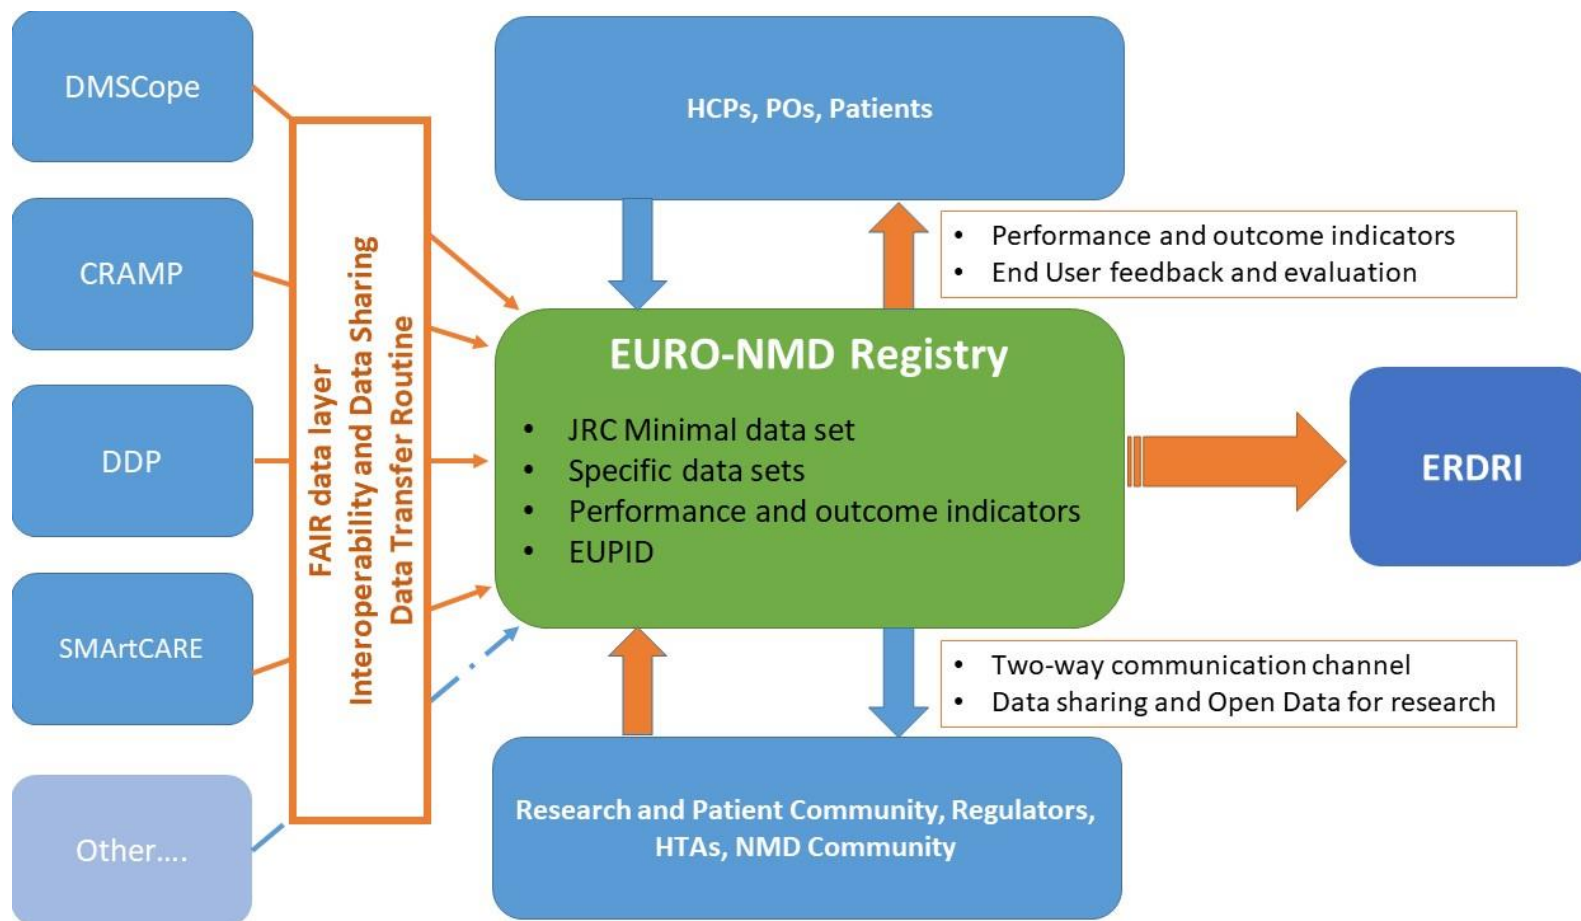 DMSCope
CRAMP
DDP
SMArtCARE
Other....
FAIR data layer
Interoperability and Data Sharing
Data Transfer Routine
HCPs, POs, Patients
• Performance and outcome indicators
• End User feedback and evaluation
EURO-NMD Registry
• JRC Minimal data set
• Specific data sets
• Performance and outcome indicators
• EUPID
ERDRI
• Two-way communication channel
• Data sharing and Open Data for research
Research and Patient Community, Regulators,
HTAs, NMD Community